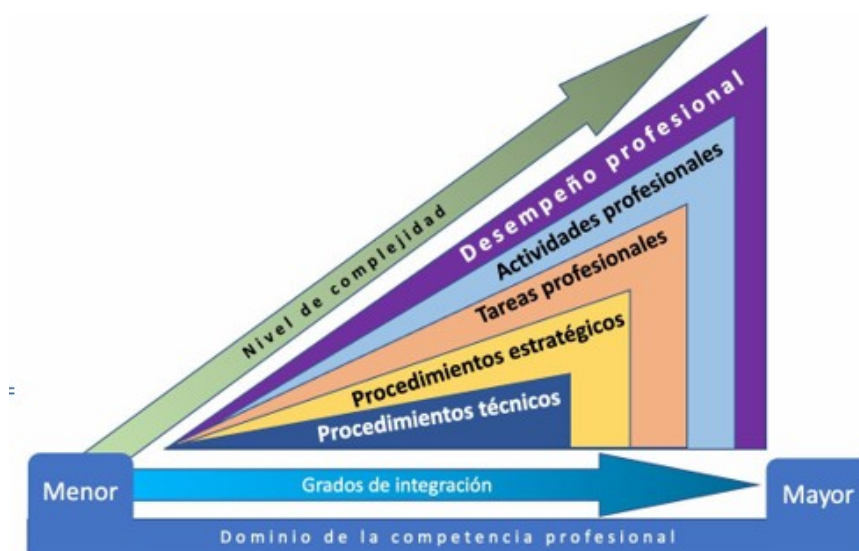 Nivel de complejidad
Desempeño profesional
Actividades profesionales
Tareas profesionales
Procedimientos estratégicos
Procedimientos técnicos
Menor
Grados de integración
Mayor
Dominio de la competencia profesional